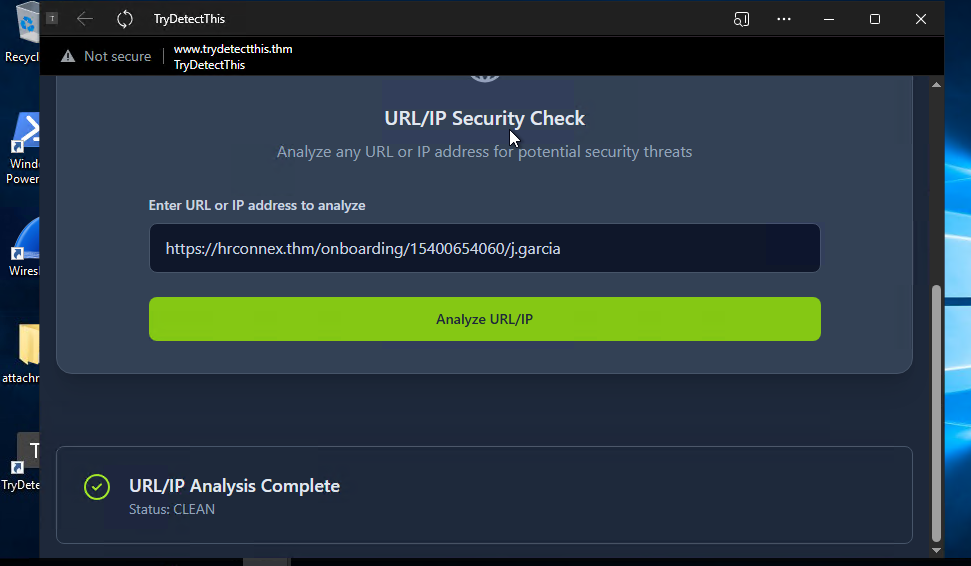 T
TryDetectThis
Recycl
Not secure
www.trydetectthis.thm
TryDetectThis
URL/IP Security Check
Analyze any URL or IP address for potential security threats
Wind
Power
Enter URL or IP address to analyze
https://hrconnex.thm/onboarding/15400654060/j.garcia
Wires
Analyze URL/IP
attachr
T
TryDete
URL/IP Analysis Complete
Status: CLEAN